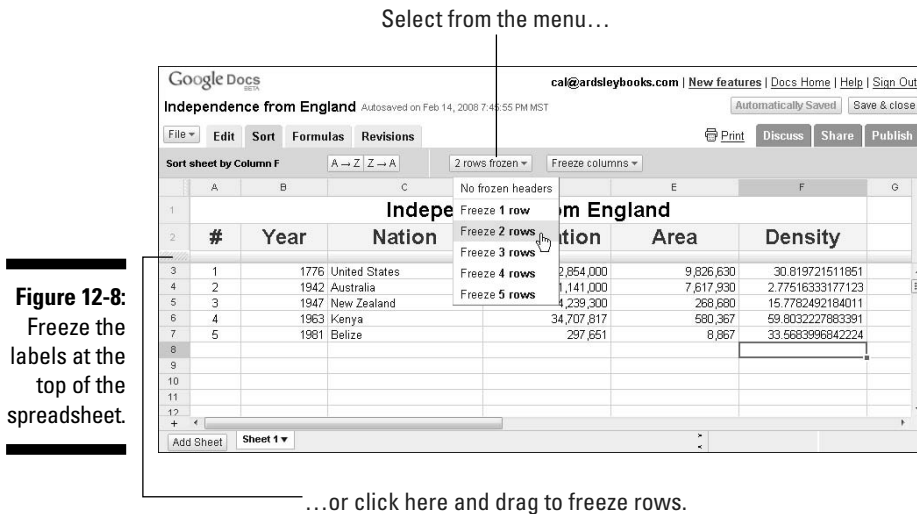 Select from the menu…
Google Docs
BETA
cal@ardsleybooks.com | New features | Docs Home | Help | Sign Out
Independence from England Autosaved on Feb 14, 2008 7:45:55 PM MST
Automatically Saved Save & close
File Edit Sort Formulas Revisions
Print Discuss Share Publish
Sort sheet by Column F A → Z Z → A 2 rows frozen Freeze columns
A B C E F G
No frozen headers
Freeze 1 row
Freeze 2 rows
Freeze 3 rows
Freeze 4 rows
Freeze 5 rows
1 Indepe om England
2 # Year Nation ation Area Density
3 1 1776 United States 2,854,000 9,826,630 30.819721511851
4 2 1942 Australia 1,141,000 7,617,930 2.77516333177123
5 3 1947 New Zealand 4,239,300 268,680 15.7782492184011
6 4 1963 Kenya 34,707,817 580,367 59.8032227883391
7 5 1981 Belize 297,651 8,867 33.5683996842224
8
9
10
11
12
+
Add Sheet Sheet 1
Figure 12-8:
Freeze the
labels at the
top of the
spreadsheet.
…or click here and drag to freeze rows.